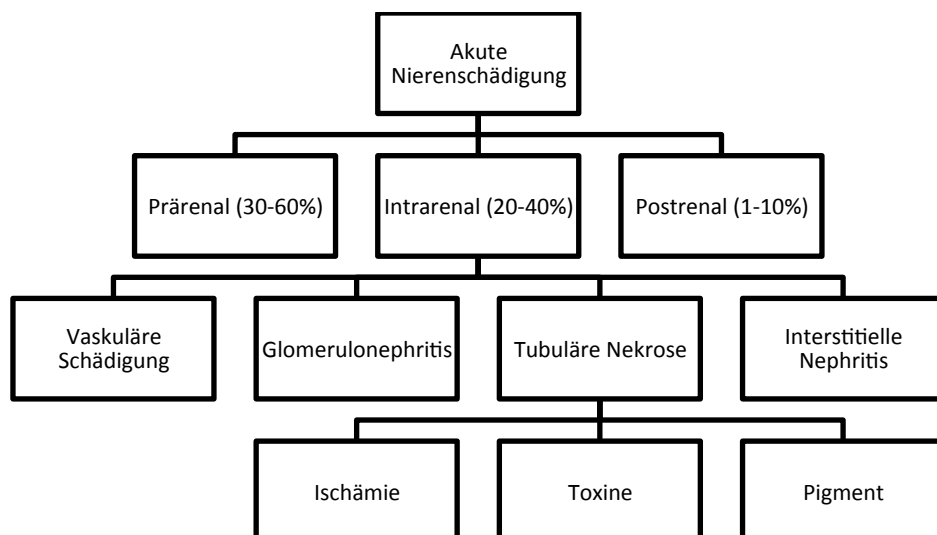 Akute
Nierenschädigung
Prärenal (30-60%)
Intrarenal (20-40%)
Postrenal (1-10%)
Vaskuläre
Schädigung
Glomerulonephritis
Tubuläre Nekrose
Interstitielle
Nephritis
Ischämie
Toxine
Pigment